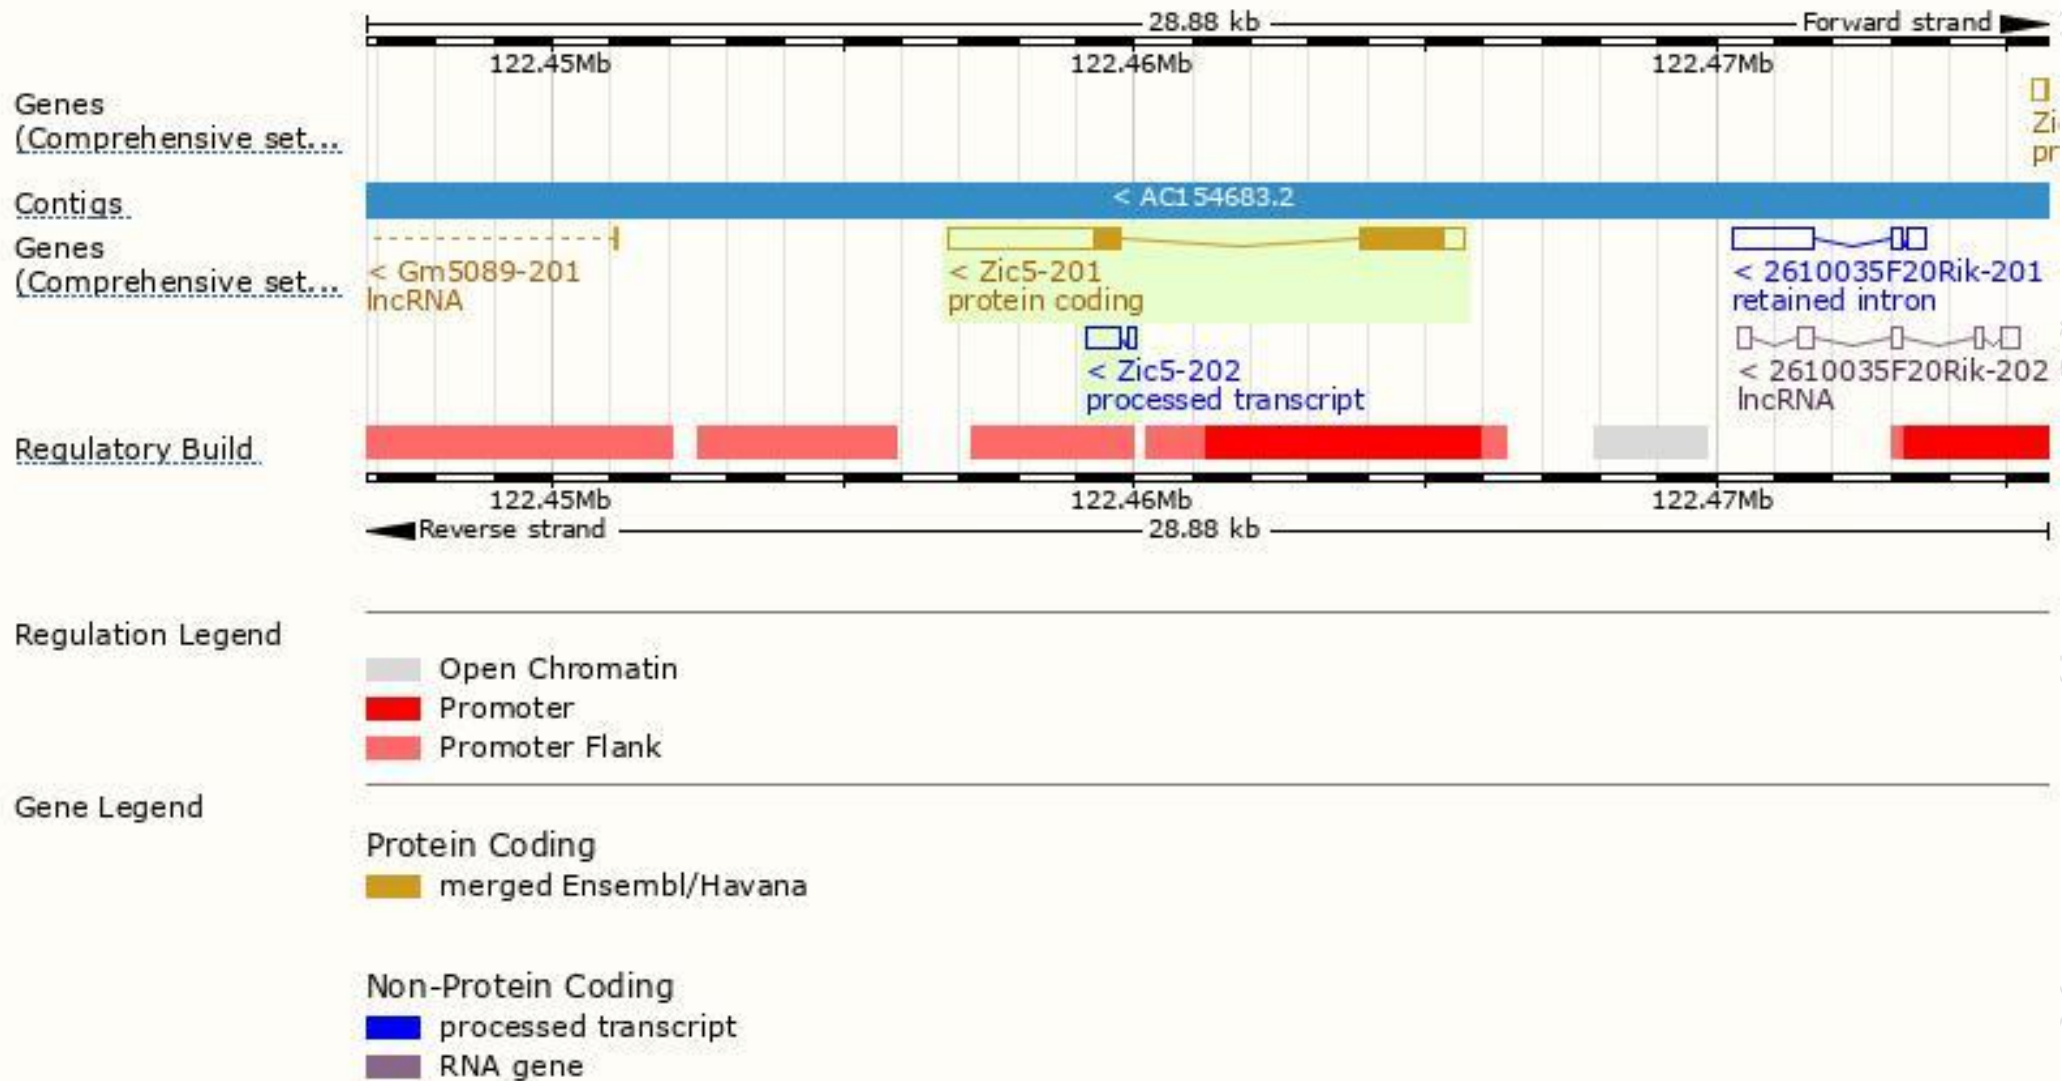 28.88 kb Forward strand
122.45Mb 122.46Mb 122.47Mb
Genes
(Comprehensive set...
Zi
pr
Contigs < AC154683.2
Genes
(Comprehensive set...
< Gm5089-201 < Zic5-201 < 2610035F20Rik-201
lncRNA protein coding retained intron
< Zic5-202 < 2610035F20Rik-202
processed transcript lncRNA
Regulatory Build
122.45Mb 122.46Mb 122.47Mb
Reverse strand 28.88 kb
Regulation Legend
Open Chromatin
Promoter
Promoter Flank
Gene Legend
Protein Coding
merged Ensembl/Havana
Non-Protein Coding
processed transcript
RNA gene